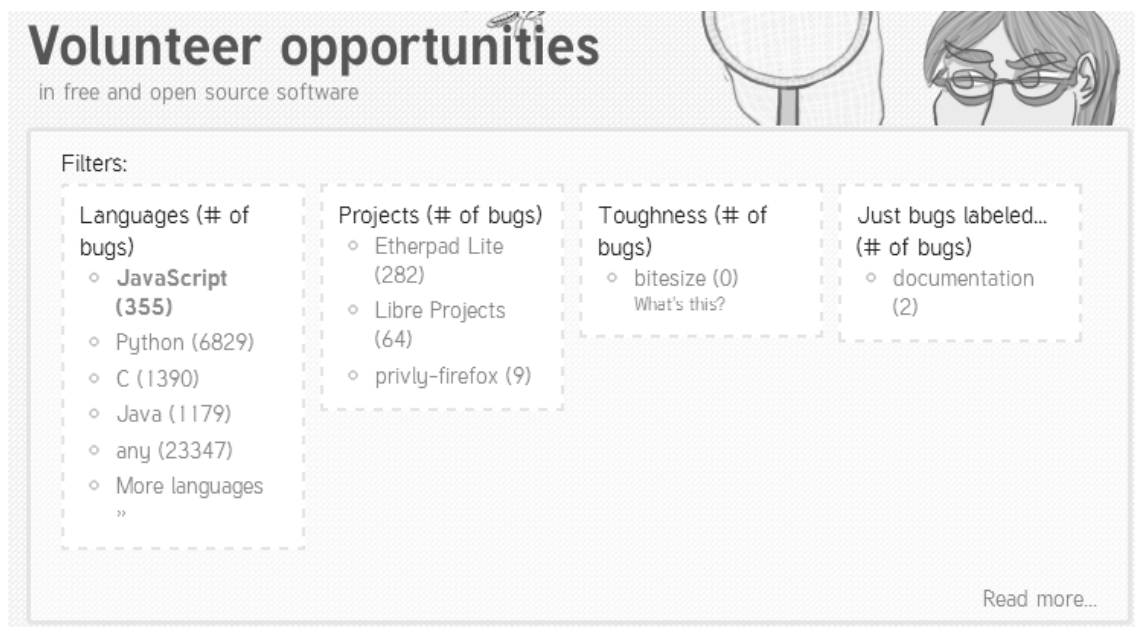 Volunteer opportunities
in free and open source software
Filters:
Languages (# of
bugs)
JavaScript
(355)
Python (6829)
C (1390)
Java (1179)
any (23347)
More languages
»
Projects (# of bugs)
Etherpad Lite
(282)
Libre Projects
(64)
privly-firefox (9)
Toughness (# of
bugs)
bitesize (0)
What's this?
Just bugs labeled...
(# of bugs)
documentation
(2)
Read more...